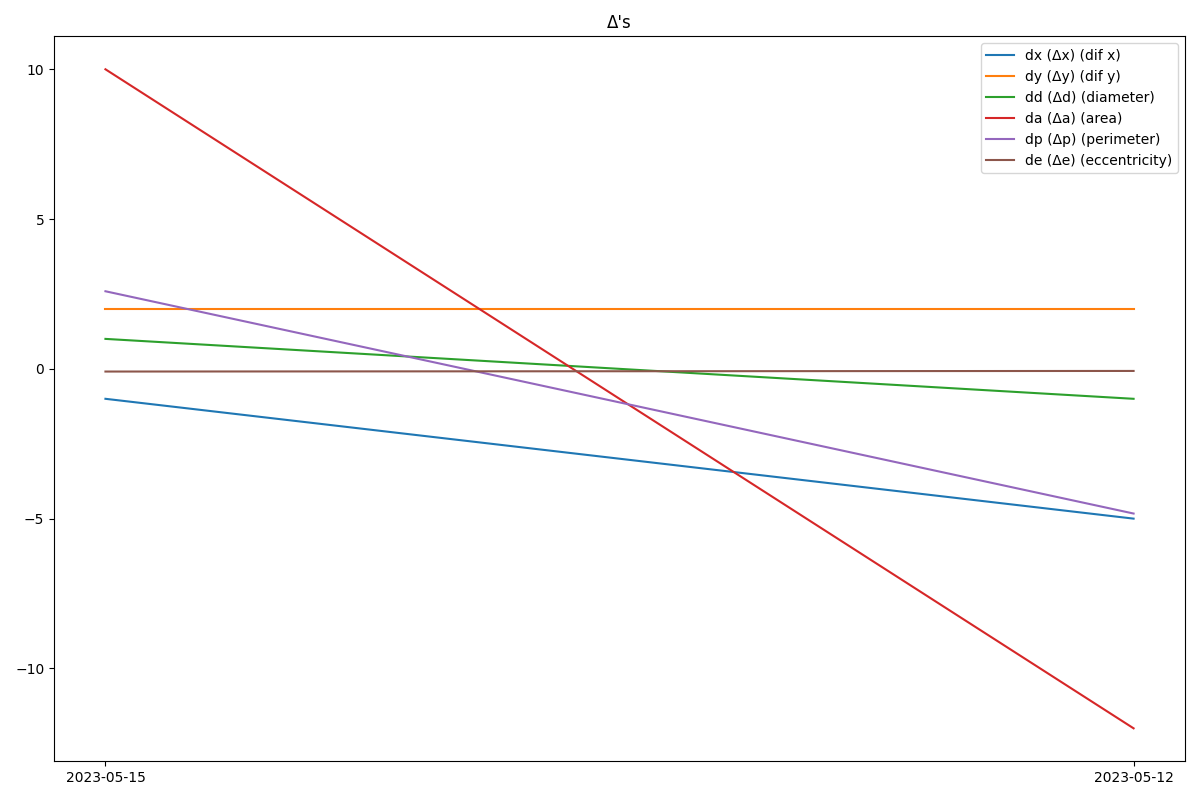 Δ's
dx (Δx) (dif x)
dy (Δy) (dif y)
dd (Δd) (diameter)
da (Δa) (area)
dp (Δp) (perimeter)
de (Δe) (eccentricity)
10
5
0
−5
−10
2023-05-15
2023-05-12